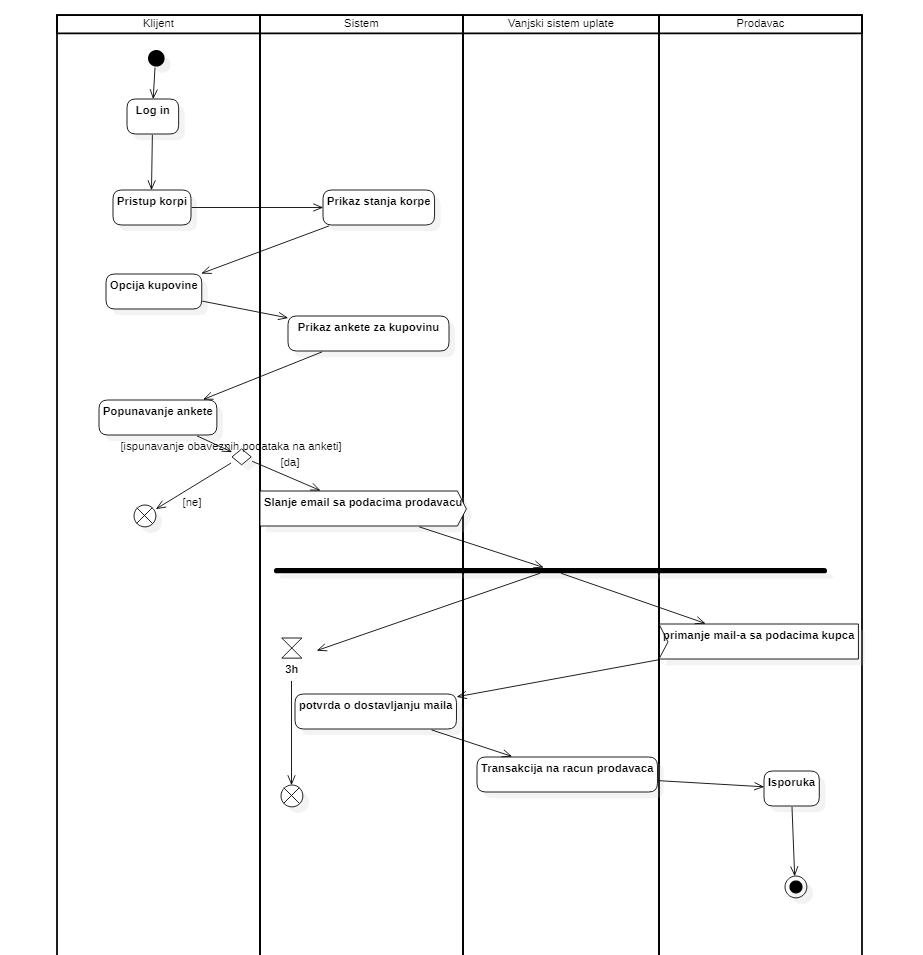 Klijent
Sistem
Vanjski sistem uplate
Prodavac
Log in
Pristup korpi
Prikaz stanja korpe
Opcija kupovine
Prikaz ankete za kupovinu
Popunavanje ankete
[ispunavanje obaveznih podataka na anketi]
[da]
[ne]
Slanje email sa podacima prodavacu
primanje mail-a sa podacima kupca
3h
potvrda o dostavljanju maila
Transakcija na racun prodavaca
Isporuka